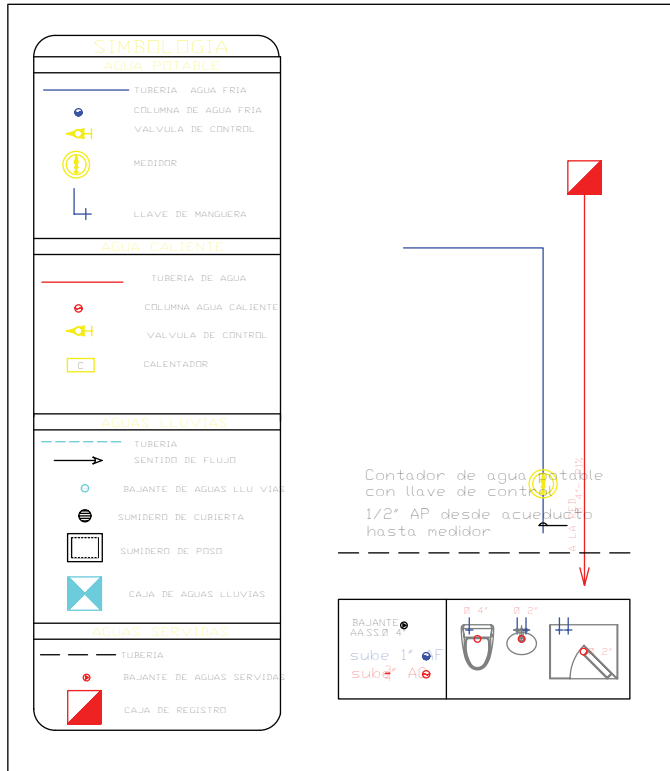 SIMBOLOGIA
AGUA POTABLE
TUBERIA AGUA FRIA
COLUMNA DE AGUA FRIA
VALVULA DE CONTROL
MEDIDOR
LLAVE DE MANGUERA
AGUA CALIENTE
TUBERIA DE AGUA
COLUMNA AGUA CALIENTE
VALVULA DE CONTROL
C
CALENTADOR
AGUAS LLUVIAS
TUBERIA
SENTIDO DE FLUJO
BAJANTE DE AGUAS LLU VIAS
SUMIDERO DE CUBIERTA
SUMIDERO DE POSO
CAJA DE AGUAS LLUVIAS
AGUAS SERVIDAS
TUBERIA
BAJANTE DE AGUAS SERVIDAS
CAJA DE REGISTRO
Contador de agua potable
con llave de control
1/2" AP desde acueducto
hasta medidor
A LA RED
4"
1%
BAJANTE
AA.SS.Ø 4"
sube 1" AF
sube
Ø 4"
Ø 2"
Ø 2"